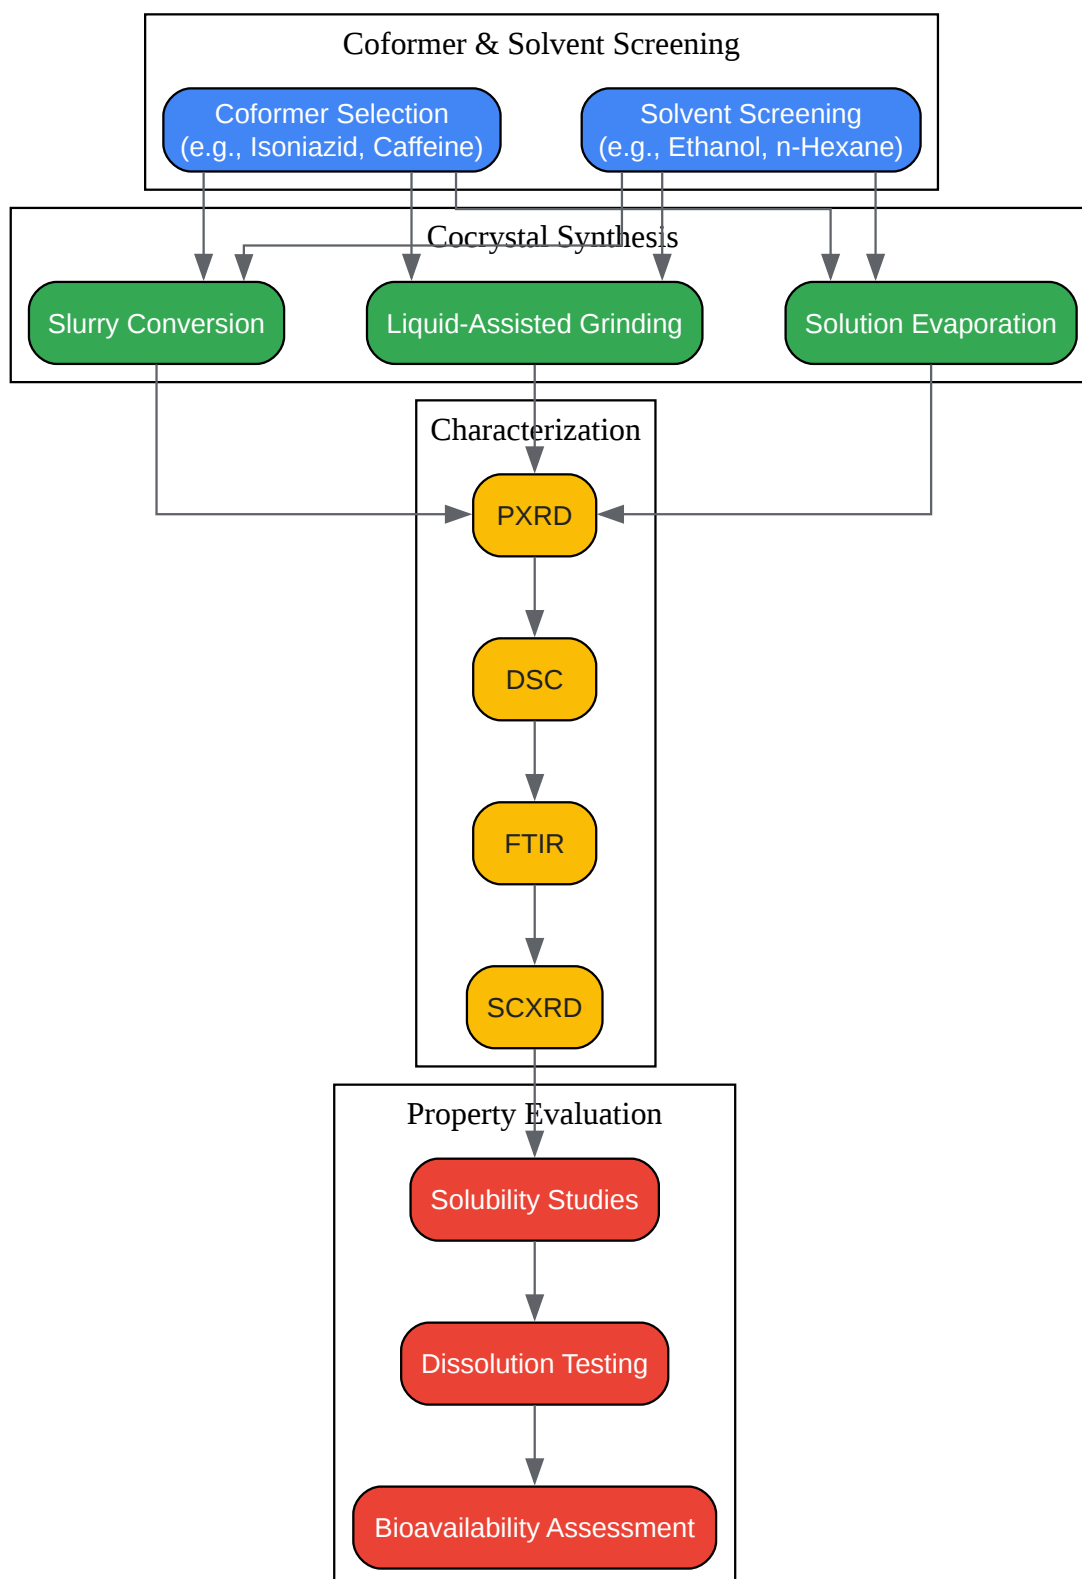 Coformer & Solvent Screening
Coformer Selection
(e.g., Isoniazid, Caffeine)
Solvent Screening
(e.g., Ethanol, n-Hexane)
Cocrystal Synthesis
Slurry Conversion
Liquid-Assisted Grinding
Solution Evaporation
Characterization
PXRD
DSC
FTIR
SCXRD
Property Evaluation
Solubility Studies
Dissolution Testing
Bioavailability Assessment